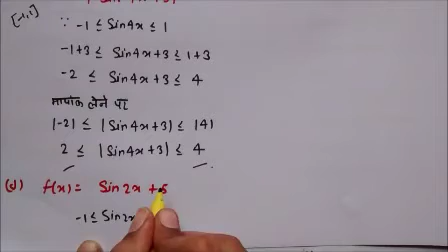 [-1,1]
∵ -1 ≤ Sin4x ≤ 1
-1+3 ≤ Sin4x+3 ≤ 1+3
-2 ≤ Sin4x+3 ≤ 4
मापांक लेने पर
|-2| ≤ |Sin4x+3| ≤ |4|
2 ≤ |Sin4x+3| ≤ 4
(d) f(x) = Sin2x+5
-1 ≤ Sin2x